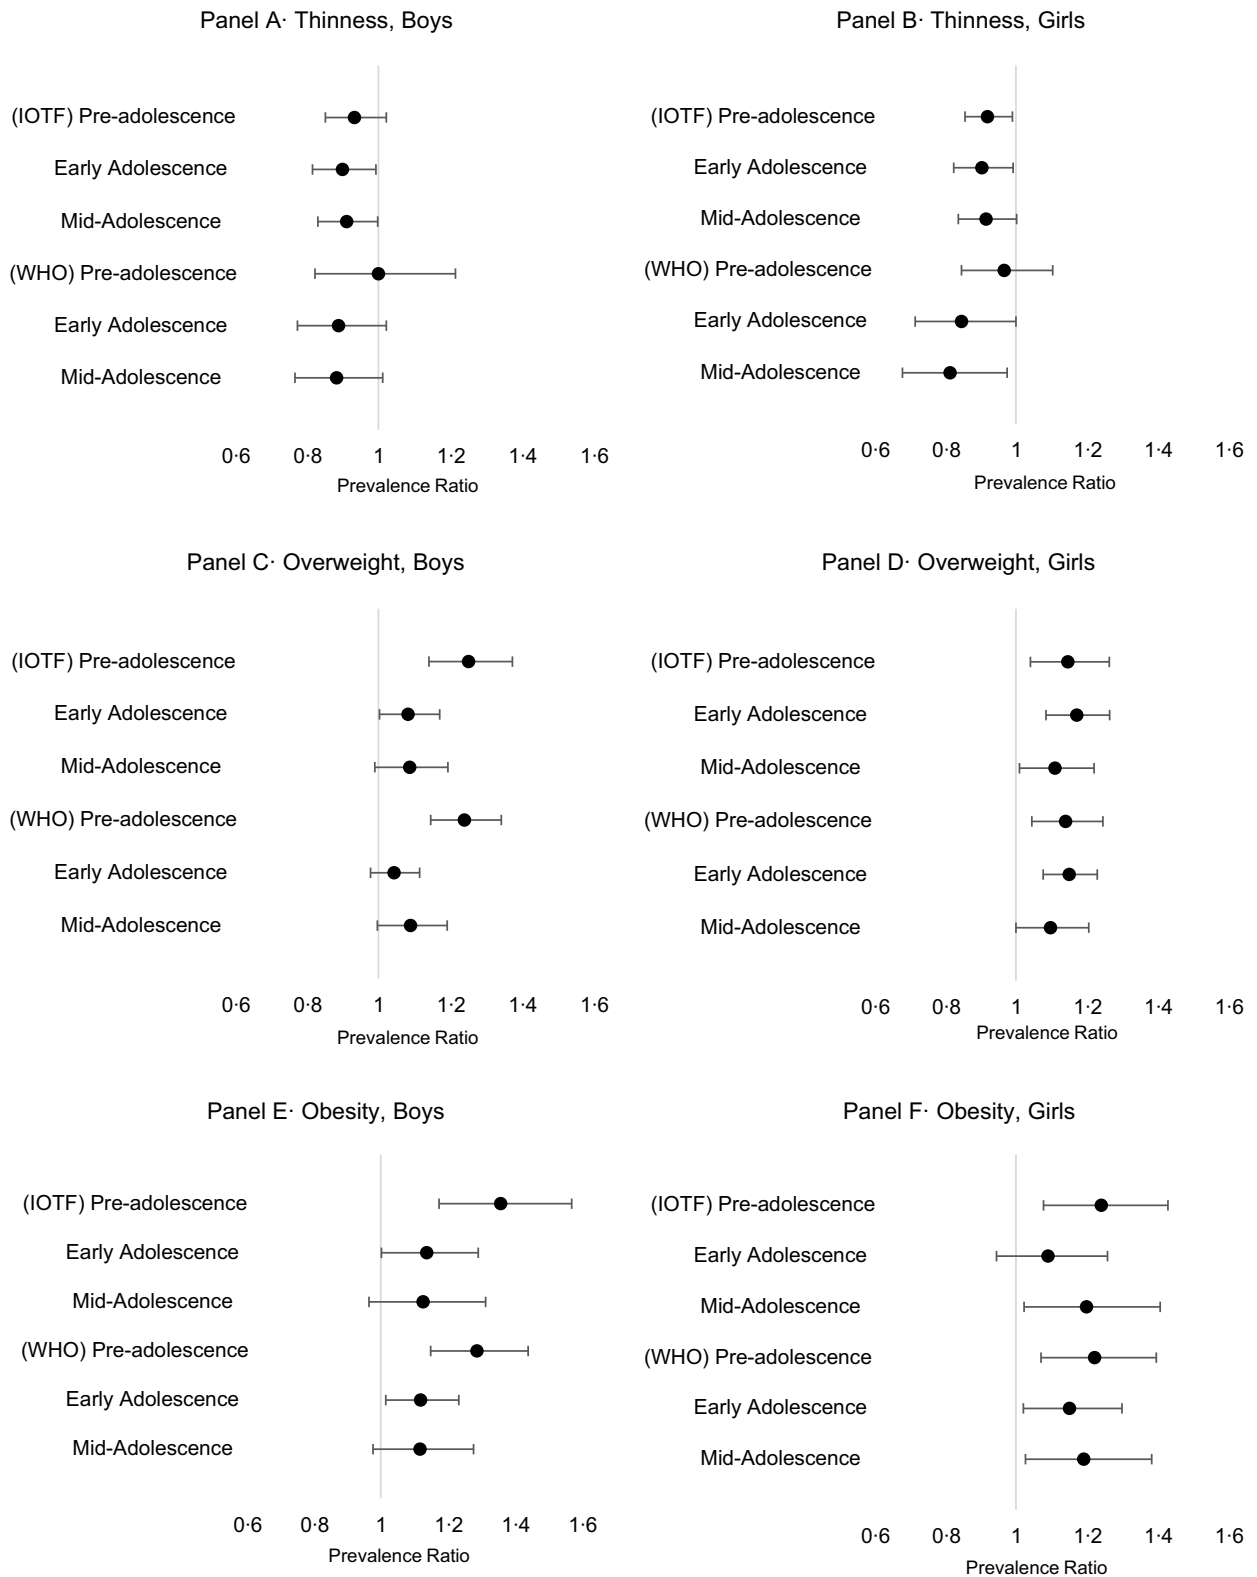 Panel A· Thinness, Boys
(IOTF) Pre-adolescence
Early Adolescence
Mid-Adolescence
(WHO) Pre-adolescence
Early Adolescence
Mid-Adolescence
0·6 0·8 1 1·2 1·4 1·6
Prevalence Ratio
Panel B· Thinness, Girls
(IOTF) Pre-adolescence
Early Adolescence
Mid-Adolescence
(WHO) Pre-adolescence
Early Adolescence
Mid-Adolescence
0·6 0·8 1 1·2 1·4 1·6
Prevalence Ratio
Panel C· Overweight, Boys
(IOTF) Pre-adolescence
Early Adolescence
Mid-Adolescence
(WHO) Pre-adolescence
Early Adolescence
Mid-Adolescence
0·6 0·8 1 1·2 1·4 1·6
Prevalence Ratio
Panel D· Overweight, Girls
(IOTF) Pre-adolescence
Early Adolescence
Mid-Adolescence
(WHO) Pre-adolescence
Early Adolescence
Mid-Adolescence
0·6 0·8 1 1·2 1·4 1·6
Prevalence Ratio
Panel E· Obesity, Boys
(IOTF) Pre-adolescence
Early Adolescence
Mid-Adolescence
(WHO) Pre-adolescence
Early Adolescence
Mid-Adolescence
0·6 0·8 1 1·2 1·4 1·6
Prevalence Ratio
Panel F· Obesity, Girls
(IOTF) Pre-adolescence
Early Adolescence
Mid-Adolescence
(WHO) Pre-adolescence
Early Adolescence
Mid-Adolescence
0·6 0·8 1 1·2 1·4 1·6
Prevalence Ratio